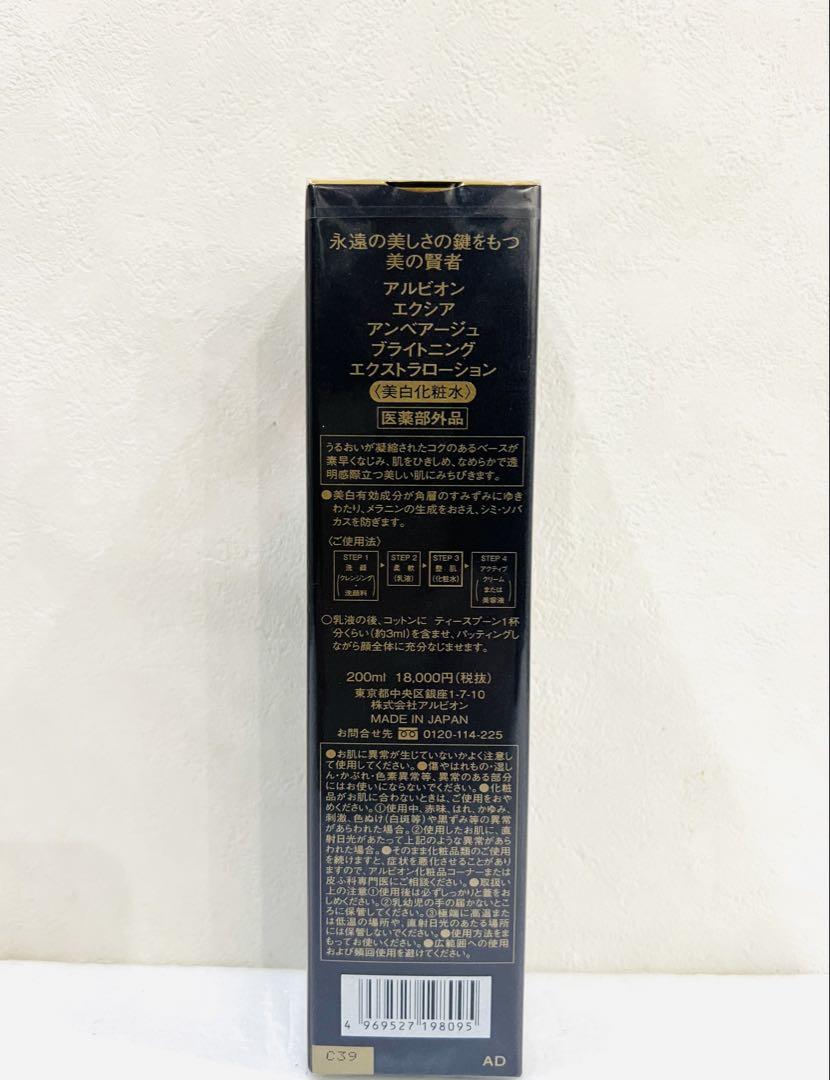 永遠の美しさの鍵をもつ
美の賢者
アルビオン
エクシア
アンベアージュ
ブライトニング
エクストラローション
〈美白化粧水〉
医薬部外品
うるおいが凝縮されたコクのあるベースが
素早くなじみ、肌をひきしめ、なめらかで透
明感際立つ美しい肌にみちびきます。
●美白有効成分が角層のすみずみにゆき
わたり、メラニンの生成をおさえ、シミ・ソバ
カスを防ぎます。
〈ご使用法〉
STEP 1
洗顔
(クレンジング・
洗顔料)
STEP 2
柔軟
(乳液)
STEP 3
整肌
(化粧水)
STEP 4
アクティブ
クリーム
または
美容液
○乳液の後、コットンに ティースプーン1杯
分くらい(約3ml)を含ませ、パッティングし
ながら顔全体に充分なじませます。
200ml 18,000円(税抜)
東京都中央区銀座1-7-10
株式会社アルビオン
MADE IN JAPAN
お問合せ先 0120-114-225
●お肌に異常が生じていないかよく注意し
て使用してください。●傷やはれもの・湿し
ん・かぶれ・色素異常等、異常のある部分
にはお使いにならないでください。●化粧
品がお肌に合わないときは、ご使用をおや
めください。①使用中、赤味、はれ、かゆみ、
刺激、色ぬけ(白斑等)や黒ずみ等の異常
があらわれた場合。②使用したお肌に、直
射日光があたって上記のような異常があら
われた場合。●そのまま化粧品類のご使用
を続けますと、症状を悪化させることがあり
ますので、アルビオン化粧品コーナーまたは
皮ふ科専門医にご相談ください。●取扱い
上の注意①使用後は必ずしっかりと蓋をお
しめください。②乳幼児の手の届かないとこ
ろに保管してください。③極端に高温また
は低温の場所や、直射日光のあたる場所
には保管しないでください。●使用方法をま
もってお使いください。●広範囲への使用
および頻回使用を避けてください。
4 969527 198095
C39
AD